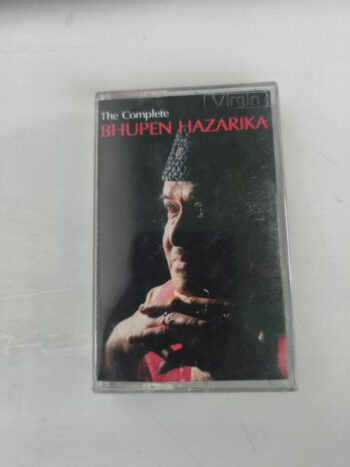 Virgin
The Complete
BHUPEN HAZARIKA